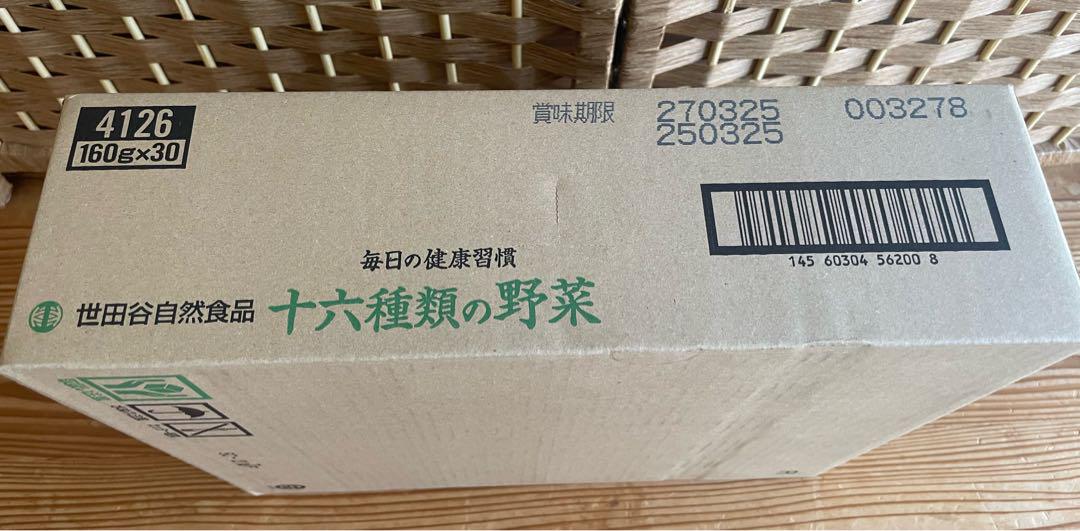 4126
160g×30
賞味期限 270325 003278
250325
145 60304 56200 8
毎日の健康習慣
世田谷自然食品 十六種類の野菜